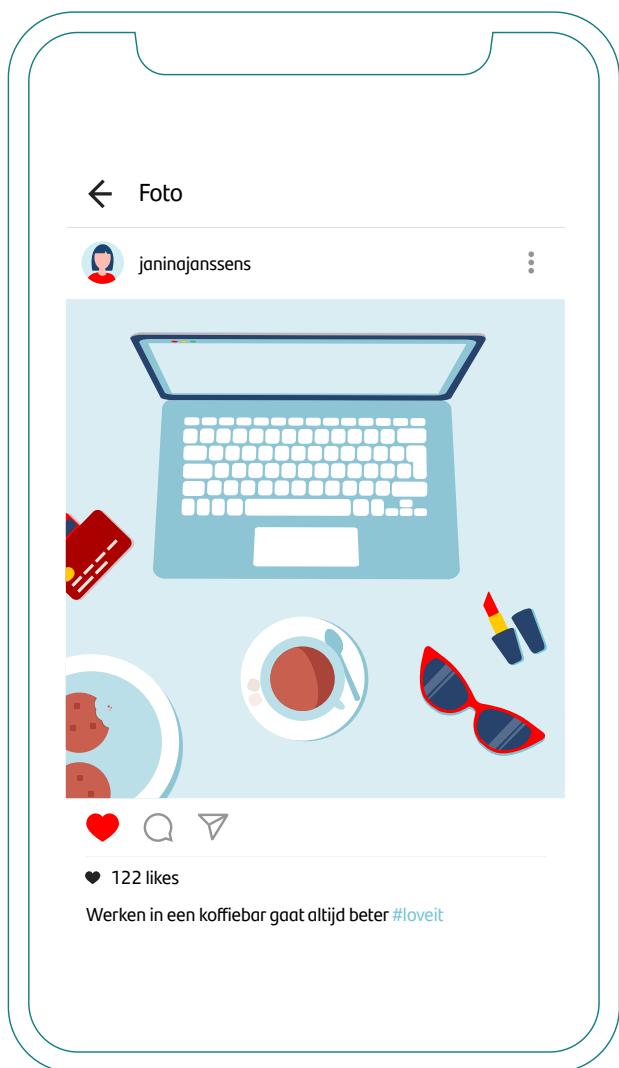 Foto
janinajanssens
122 likes
Werken in een koffiebar gaat altijd beter #loveit